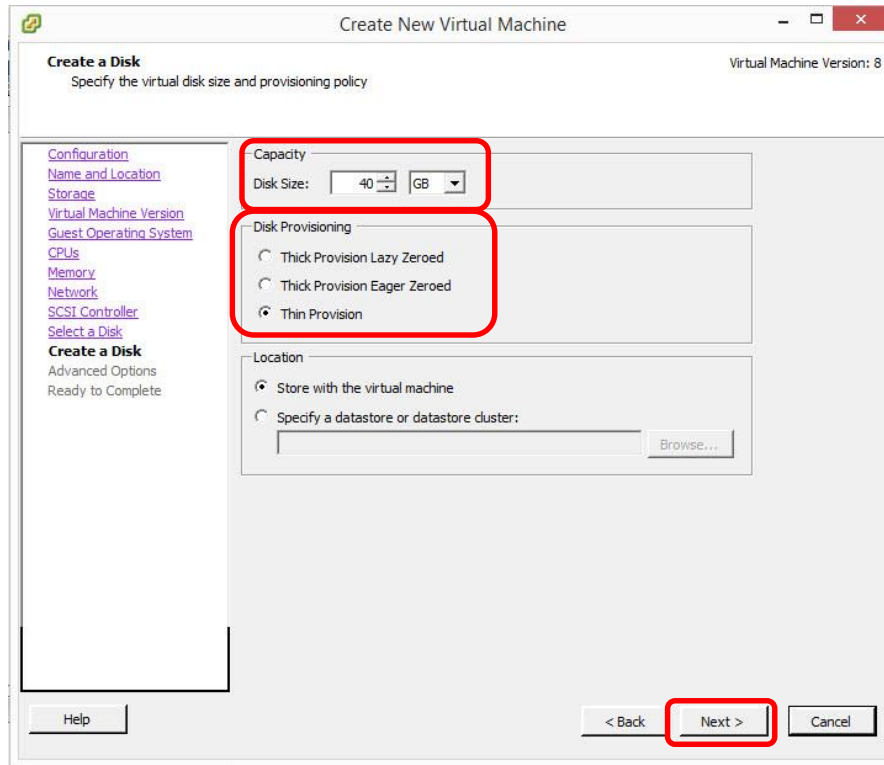 Create New Virtual Machine
Create a Disk
Specify the virtual disk size and provisioning policy
Virtual Machine Version: 8
Configuration
Name and Location
Storage
Virtual Machine Version
Guest Operating System
CPUs
Memory
Network
SCSI Controller
Select a Disk
Create a Disk
Advanced Options
Ready to Complete
Capacity
Disk Size: 40 GB
Disk Provisioning
Thick Provision Lazy Zeroed
Thick Provision Eager Zeroed
Thin Provision
Location
Store with the virtual machine
Specify a datastore or datastore cluster:
Browse...
Help
< Back
Next >
Cancel